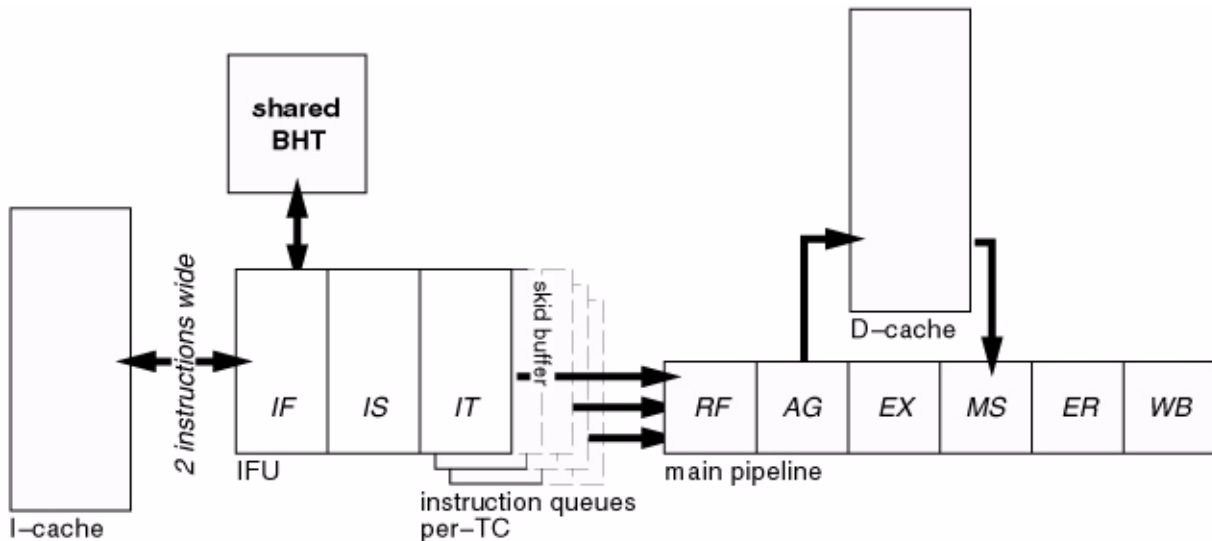 shared
BHT
2 instructions wide
skid buffer
D-cache
IF
IS
IT
RF
AG
EX
MS
ER
WB
IFU
main pipeline
instruction queues
per-TC
I-cache